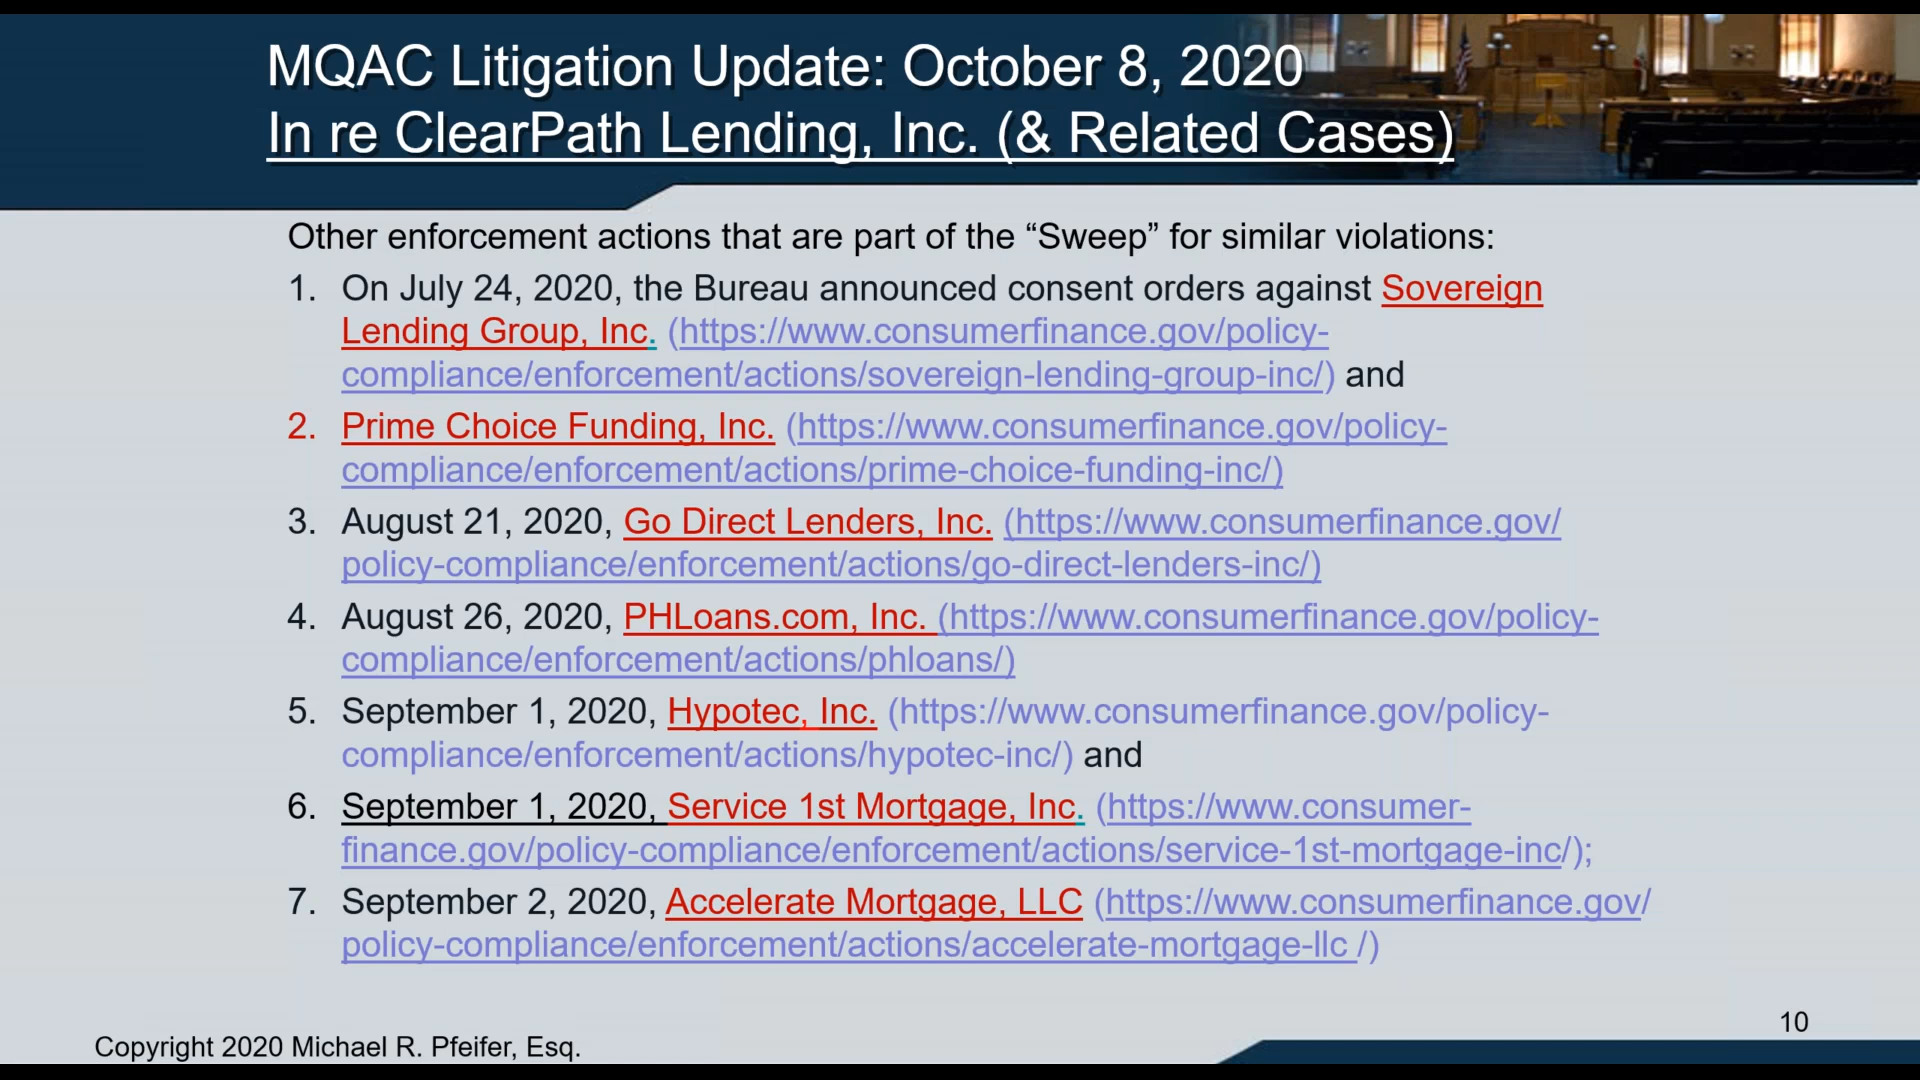 MQAC Litigation Update: October 8, 2020
In re ClearPath Lending, Inc. (& Related Cases)
Other enforcement actions that are part of the “Sweep” for similar violations:
1. On July 24, 2020, the Bureau announced consent orders against Sovereign
Lending Group, Inc. (https://www.consumerfinance.gov/policy-
compliance/enforcement/actions/sovereign-lending-group-inc/) and
2. Prime Choice Funding, Inc. (https://www.consumerfinance.gov/policy-
compliance/enforcement/actions/prime-choice-funding-inc/)
3. August 21, 2020, Go Direct Lenders, Inc. (https://www.consumerfinance.gov/
policy-compliance/enforcement/actions/go-direct-lenders-inc/)
4. August 26, 2020, PHLoans.com, Inc. (https://www.consumerfinance.gov/policy-
compliance/enforcement/actions/phloans/)
5. September 1, 2020, Hypotec, Inc. (https://www.consumerfinance.gov/policy-
compliance/enforcement/actions/hypotec-inc/) and
6. September 1, 2020, Service 1st Mortgage, Inc. (https://www.consumer-
finance.gov/policy-compliance/enforcement/actions/service-1st-mortgage-inc/);
7. September 2, 2020, Accelerate Mortgage, LLC (https://www.consumerfinance.gov/
policy-compliance/enforcement/actions/accelerate-mortgage-llc /)
10
Copyright 2020 Michael R. Pfeifer, Esq.